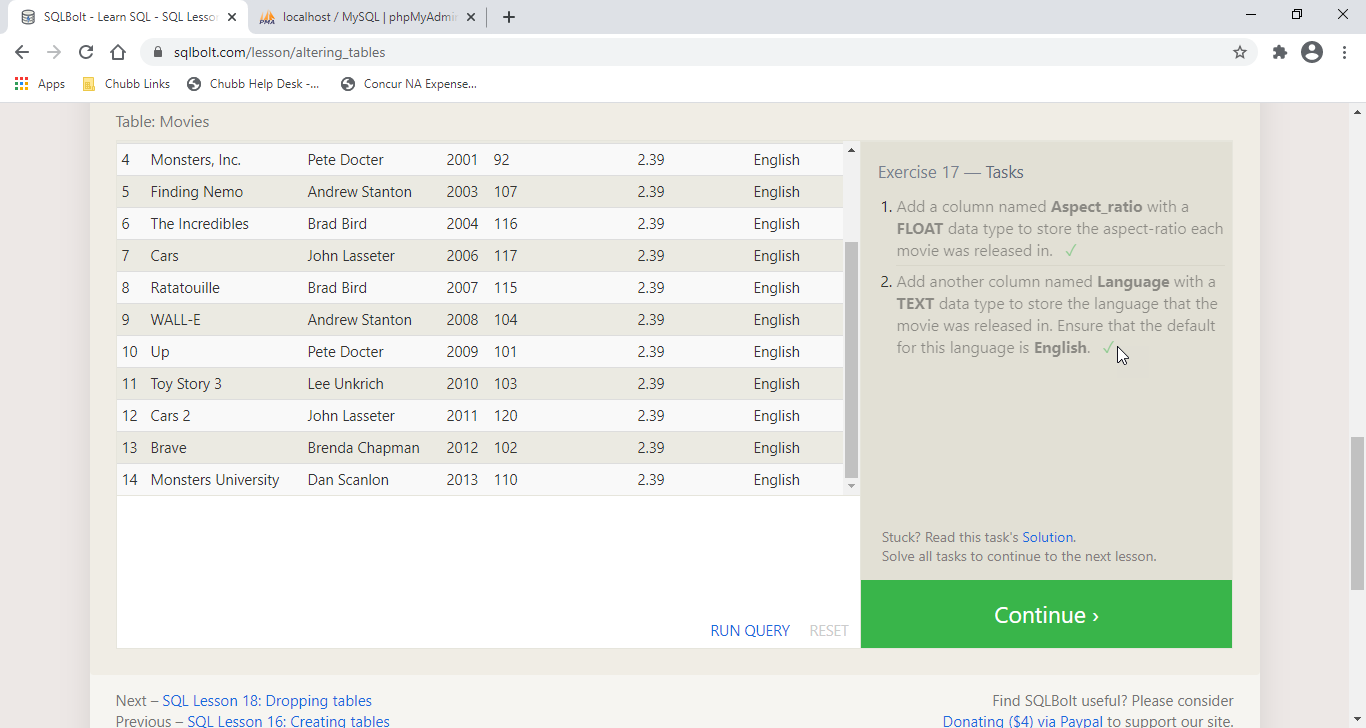 SQLBolt - Learn SQL - SQL Lesso
localhost / MySQL | phpMyAdmi
sqlbolt.com/lesson/altering_tables
Apps
Chubb Links
Chubb Help Desk -...
Concur NA Expense...
Table: Movies
4 Monsters, Inc. Pete Docter 2001 92 2.39 English
5 Finding Nemo Andrew Stanton 2003 107 2.39 English
6 The Incredibles Brad Bird 2004 116 2.39 English
7 Cars John Lasseter 2006 117 2.39 English
8 Ratatouille Brad Bird 2007 115 2.39 English
9 WALL-E Andrew Stanton 2008 104 2.39 English
10 Up Pete Docter 2009 101 2.39 English
11 Toy Story 3 Lee Unkrich 2010 103 2.39 English
12 Cars 2 John Lasseter 2011 120 2.39 English
13 Brave Brenda Chapman 2012 102 2.39 English
14 Monsters University Dan Scanlon 2013 110 2.39 English
RUN QUERY RESET
Exercise 17 — Tasks
1. Add a column named Aspect_ratio with a
FLOAT data type to store the aspect-ratio each
movie was released in. ✓
2. Add another column named Language with a
TEXT data type to store the language that the
movie was released in. Ensure that the default
for this language is English. ✓
Stuck? Read this task's Solution.
Solve all tasks to continue to the next lesson.
Continue ›
Next – SQL Lesson 18: Dropping tables
Previous – SQL Lesson 16: Creating tables
Find SQLBolt useful? Please consider
Donating ($4) via Paypal to support our site.